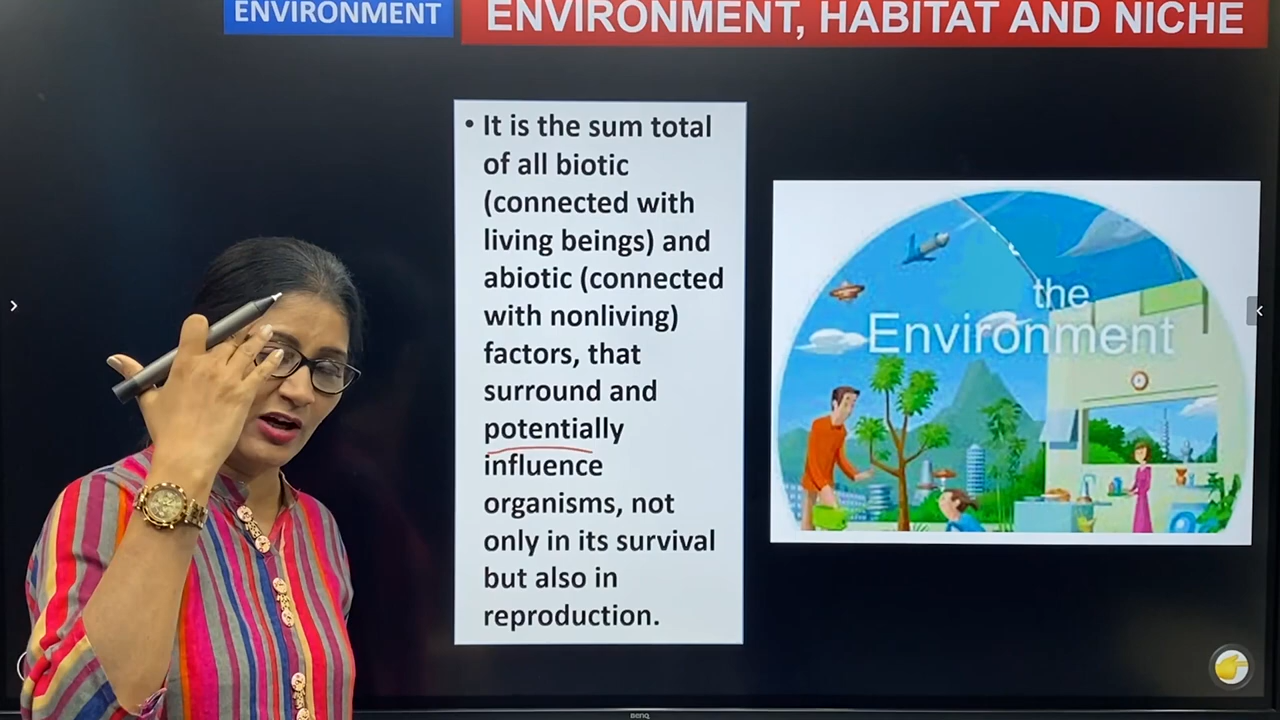 ENVIRONMENT
ENVIRONMENT, HABITAT AND NICHE
• It is the sum total
of all biotic
(connected with
living beings) and
abiotic (connected
with nonliving)
factors, that
surround and
potentially
influence
organisms, not
only in its survival
but also in
reproduction.
the
Environment
BenQ